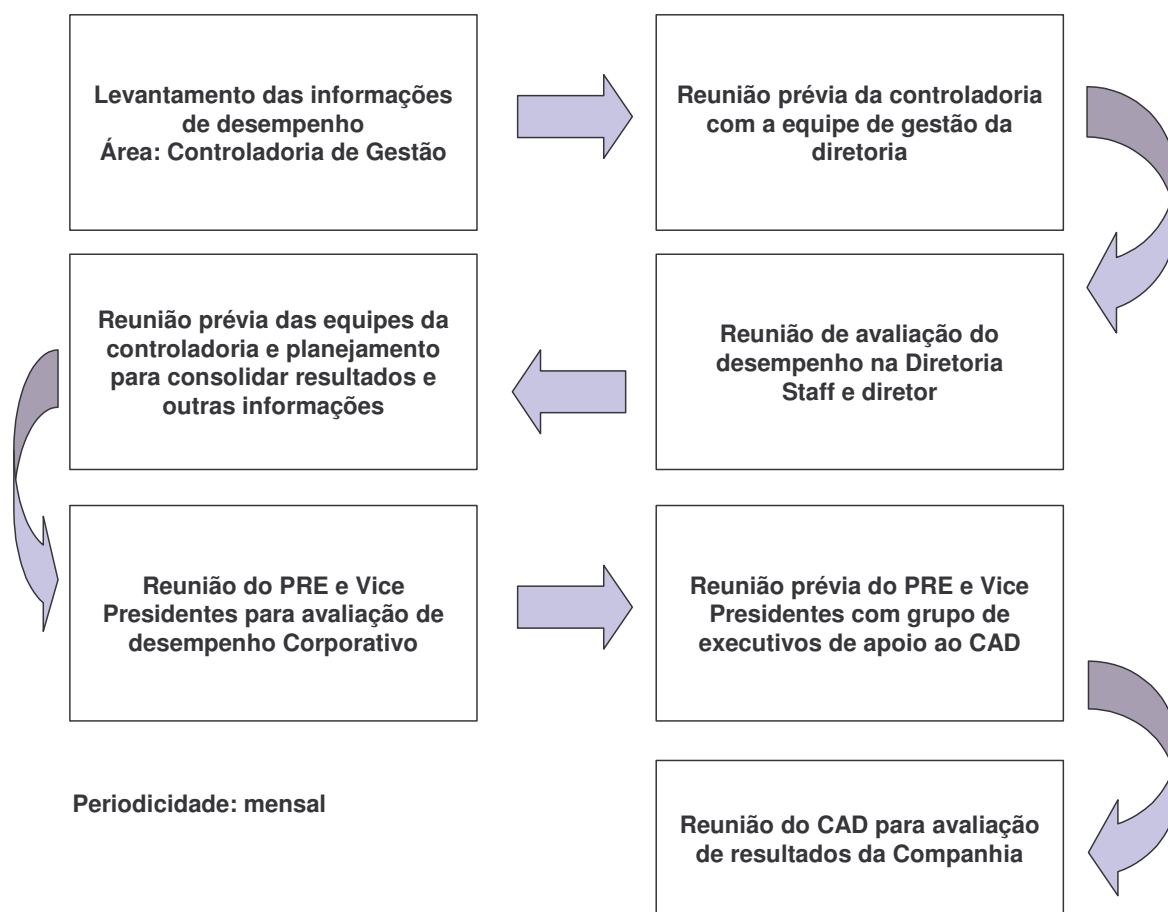 Levantamento das informações
de desempenho
Área: Controladoria de Gestão
Reunião prévia da controladoria
com a equipe de gestão da
diretoria
Reunião de avaliação do
desempenho na Diretoria
Staff e diretor
Reunião prévia das equipes da
controladoria e planejamento
para consolidar resultados e
outras informações
Reunião do PRE e Vice
Presidentes para avaliação de
desempenho Corporativo
Reunião prévia do PRE e Vice
Presidentes com grupo de
executivos de apoio ao CAD
Reunião do CAD para avaliação
de resultados da Companhia
Periodicidade: mensal